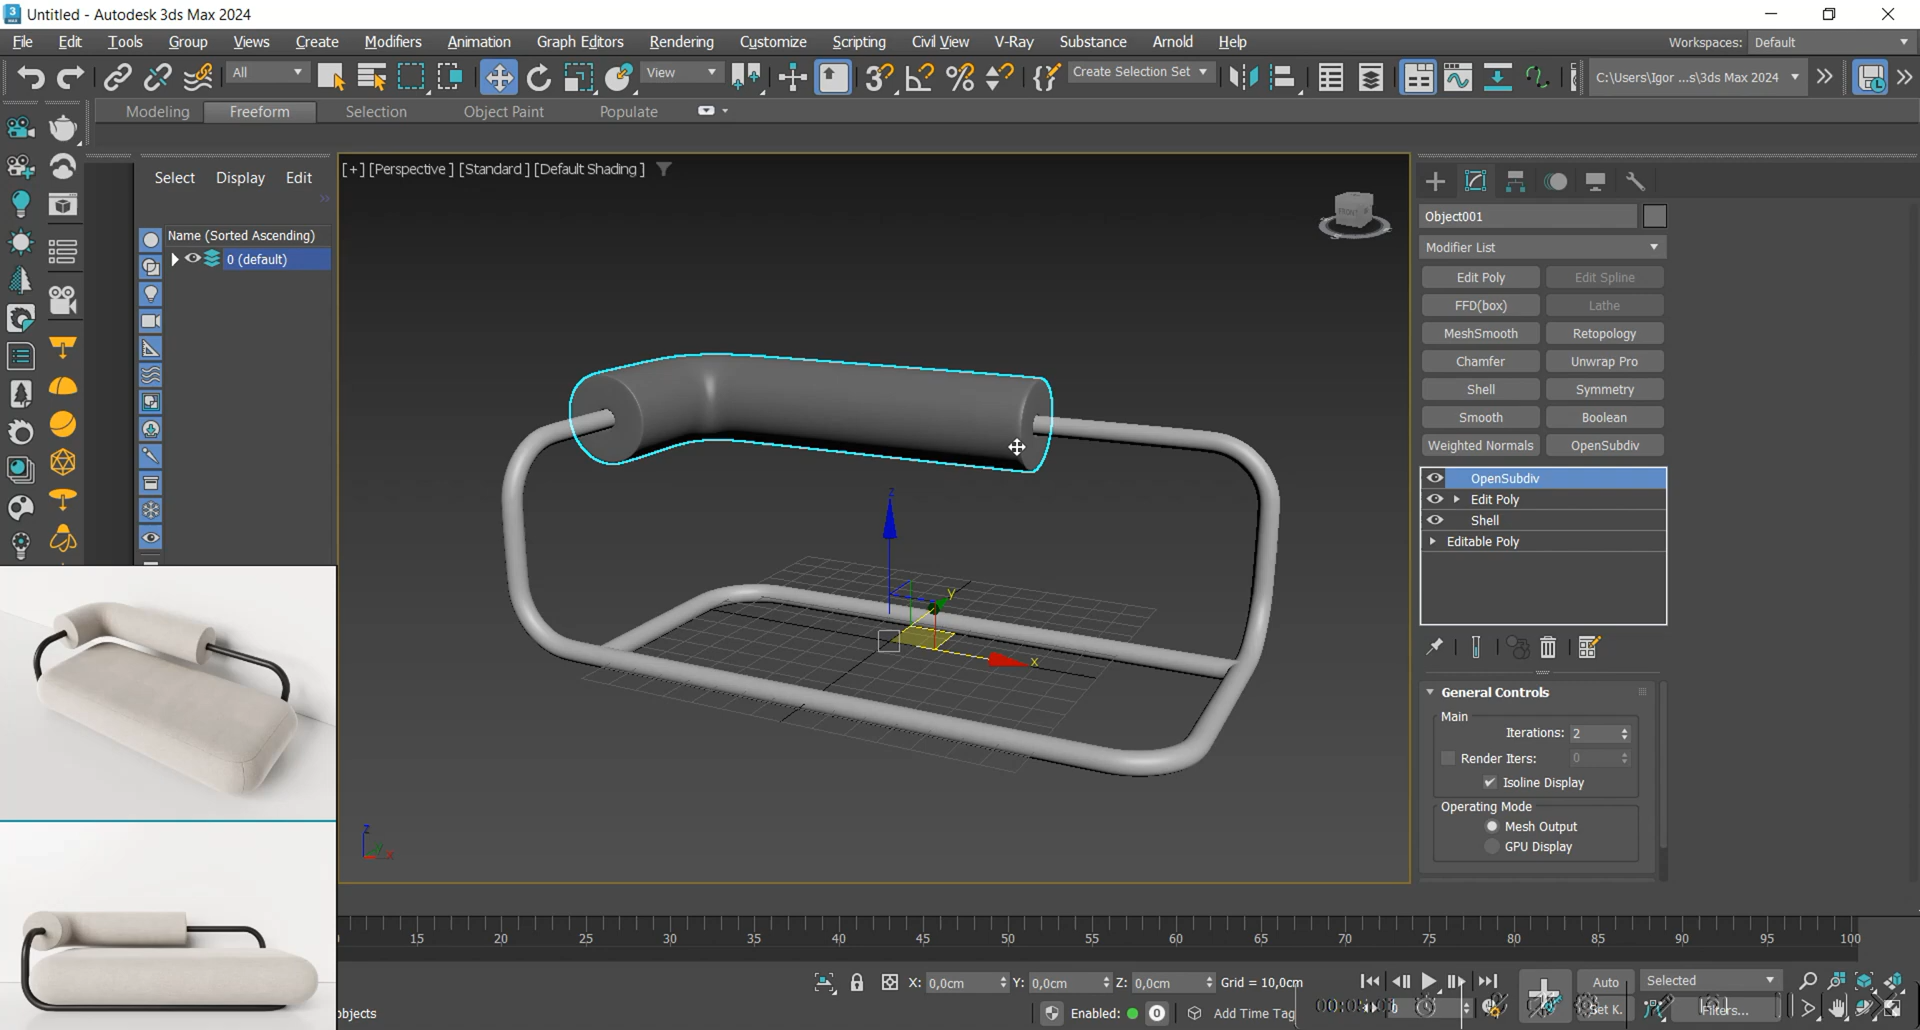 Untitled - Autodesk 3ds Max 2024
File Edit Tools Group Views Create Modifiers Animation Graph Editors Rendering Customize Scripting Civil View V-Ray Substance Arnold Help Workspaces: Default
All View Create Selection Set C:\Users\Igor ...s\3ds Max 2024
Modeling Freeform Selection Object Paint Populate
[+] [Perspective] [Standard] [Default Shading]
Select Display Edit
Name (Sorted Ascending)
0 (default)
FRONT
z
y
x
z
y
x
Object001
Modifier List
Edit Poly Edit Spline
FFD(box) Lathe
MeshSmooth Retopology
Chamfer Unwrap Pro
Shell Symmetry
Smooth Boolean
Weighted Normals OpenSubdiv
OpenSubdiv
Edit Poly
Shell
Editable Poly
General Controls
Main
Iterations: 2
Render Iters: 0
Isoline Display
Operating Mode
Mesh Output
GPU Display
15 20 25 30 35 40 45 50 55 60 65 70 75 80 85 90 95 100
X: 0,0cm Y: 0,0cm Z: 0,0cm Grid = 10,0cm Auto Selected
bjects Enabled: 0 Add Time Tag Set K. Filters...